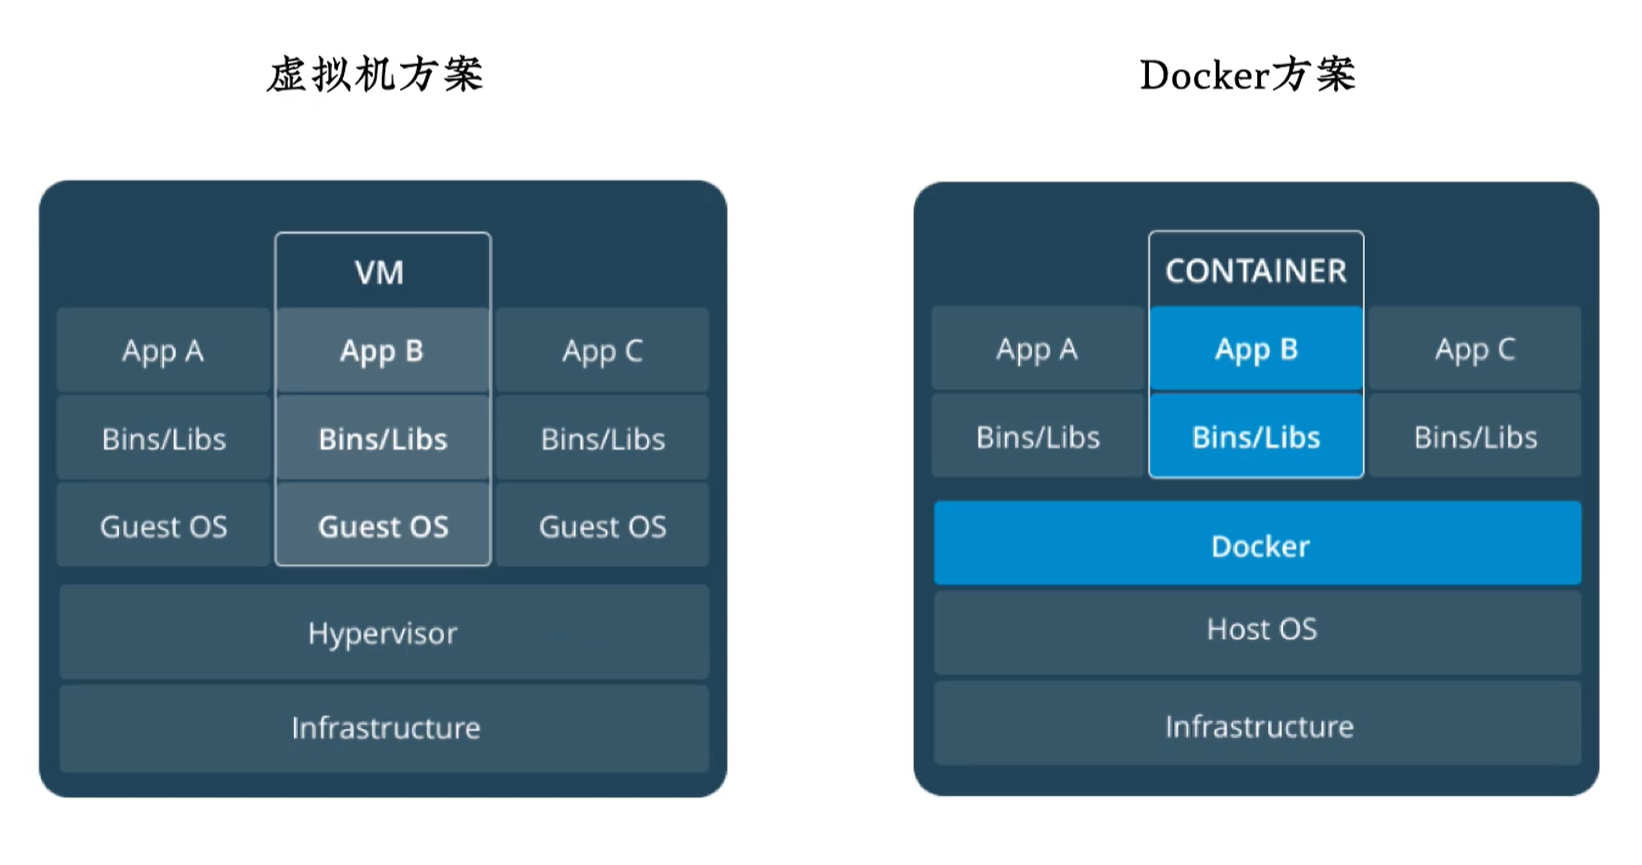 虚拟机方案
Docker方案
VM
App A
App B
App C
Bins/Libs
Bins/Libs
Bins/Libs
Guest OS
Guest OS
Guest OS
Hypervisor
Infrastructure
CONTAINER
App A
App B
App C
Bins/Libs
Bins/Libs
Bins/Libs
Docker
Host OS
Infrastructure